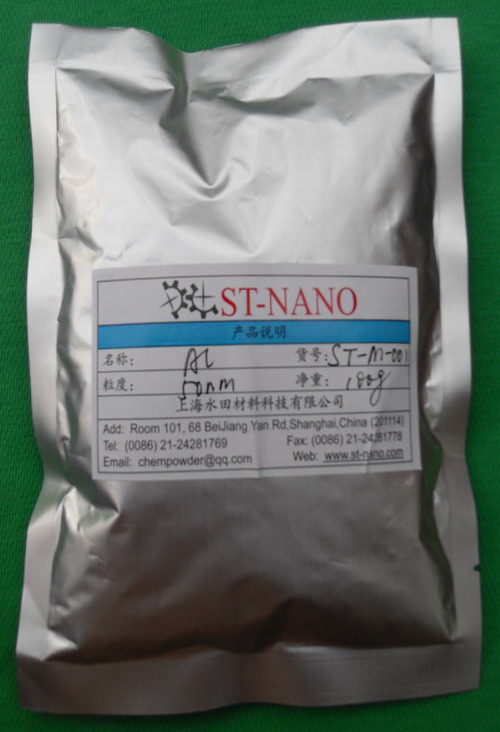 ST-NANO
产品说明
名称: AL 货号: ST-M-001
粒度: 50nm 净重: 100g
上海水田材料科技有限公司
Add: Room 101, 68 BeiJiang Yan Rd,Shanghai,China (201114)
Tel: (0086) 21-24281769 Fax: (0086) 21-24281778
Email: chempowder@qq.com Web: www.st-nano.com